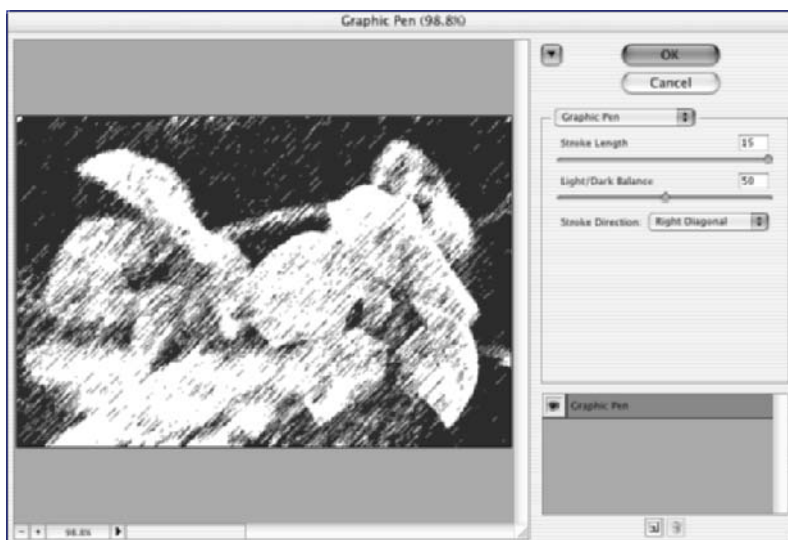 Graphic Pen (98.8%)
OK
Cancel
Graphic Pen
Stroke Length 15
Light/Dark Balance 50
Stroke Direction: Right Diagonal
Graphic Pen
98.8%